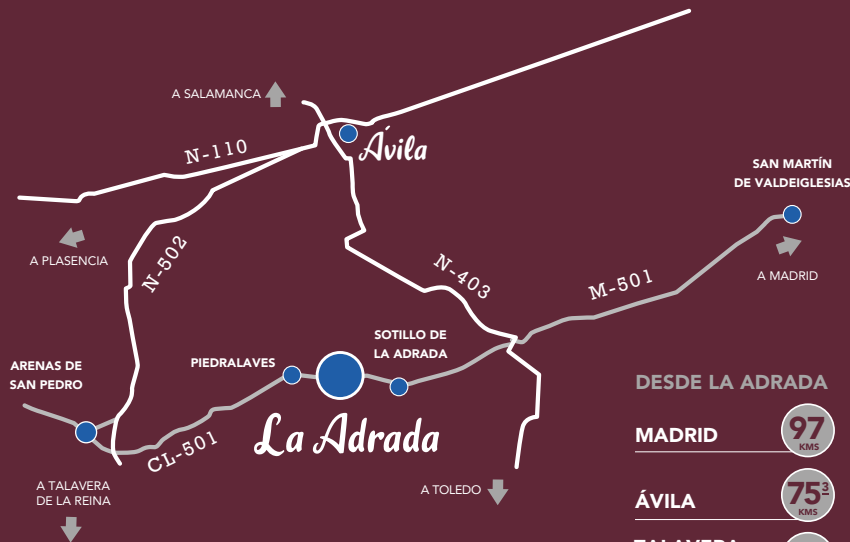 A SALAMANCA
Ávila
N-110
SAN MARTÍN
DE VALDEIGLESIAS
A PLASENCIA
N-502
N-403
A MADRID
M-501
SOTILLO DE
LA ADRADA
PIEDRALAVES
ARENAS DE
SAN PEDRO
La Adrada
CL-501
A TALAVERA
DE LA REINA
A TOLEDO
DESDE LA ADRADA
MADRID
97
KMS
ÁVILA
75³
KMS
TALAVERA